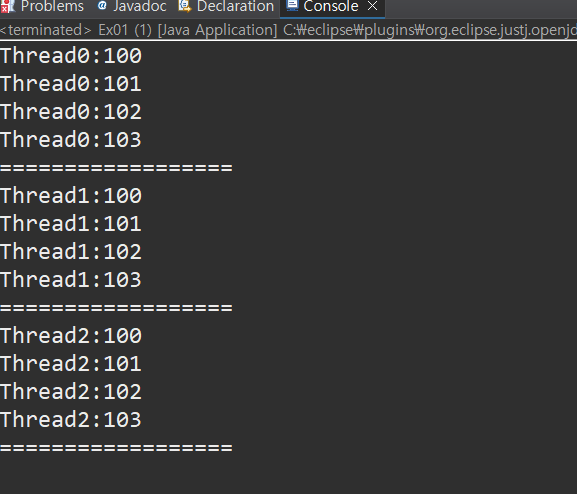 Problems @ Javadoc Declaration Console
<terminated> Ex01 (1) [Java Application] C:₩eclipse₩plugins₩org.eclipse.justj.openjd
Thread0:100
Thread0:101
Thread0:102
Thread0:103
==================
Thread1:100
Thread1:101
Thread1:102
Thread1:103
==================
Thread2:100
Thread2:101
Thread2:102
Thread2:103
==================